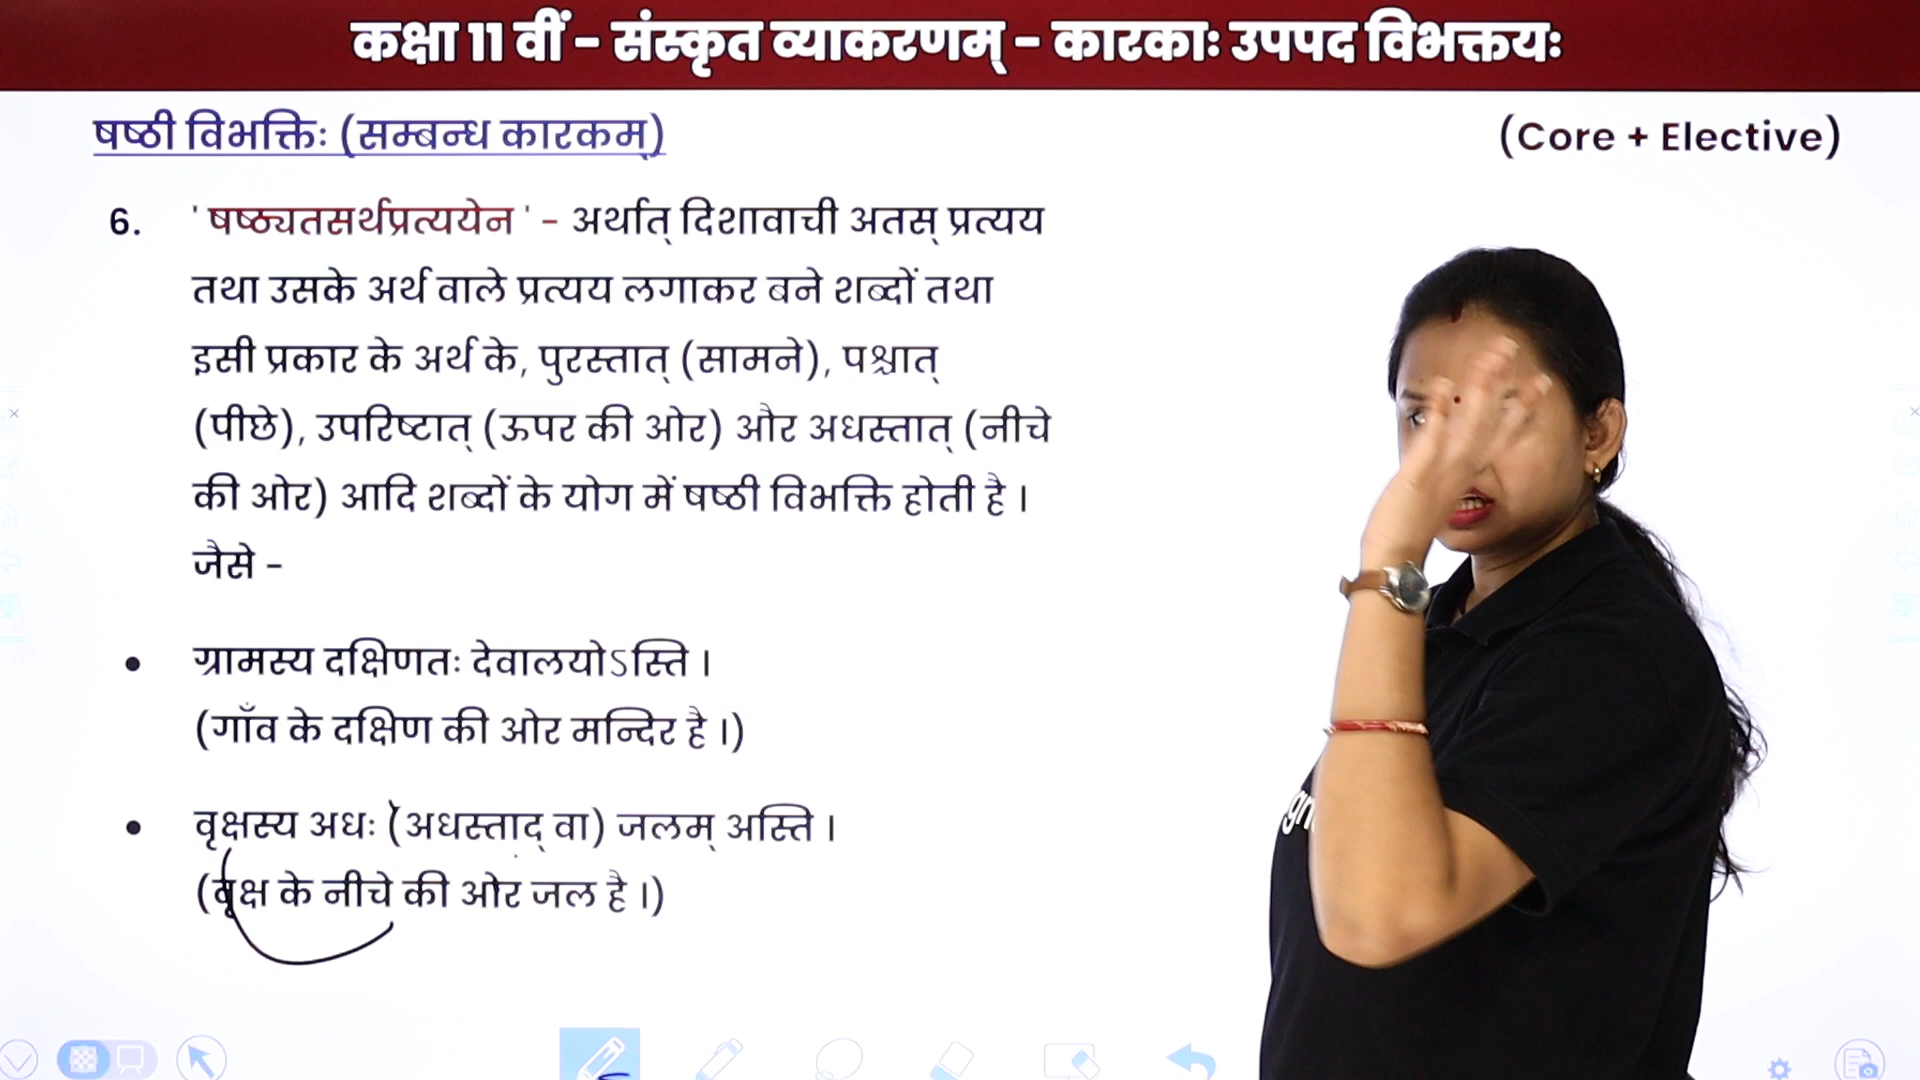 कक्षा 11 वीं - संस्कृत व्याकरणम् - कारकाः उपपद विभक्तयः
षष्ठी विभक्तिः (सम्बन्ध कारकम्)
(Core + Elective)
6. ' षष्ठ्यतसर्थप्रत्ययेन ' - अर्थात् दिशावाची अतस् प्रत्यय
तथा उसके अर्थ वाले प्रत्यय लगाकर बने शब्दों तथा
इसी प्रकार के अर्थ के, पुरस्तात् (सामने), पश्चात्
(पीछे), उपरिष्टात् (ऊपर की ओर) और अधस्तात् (नीचे
की ओर) आदि शब्दों के योग में षष्ठी विभक्ति होती है ।
जैसे -
• ग्रामस्य दक्षिणतः देवालयोऽस्ति ।
(गाँव के दक्षिण की ओर मन्दिर है ।)
• वृक्षस्य अधः (अधस्ताद् वा) जलम् अस्ति ।
(वृक्ष के नीचे की ओर जल है ।)